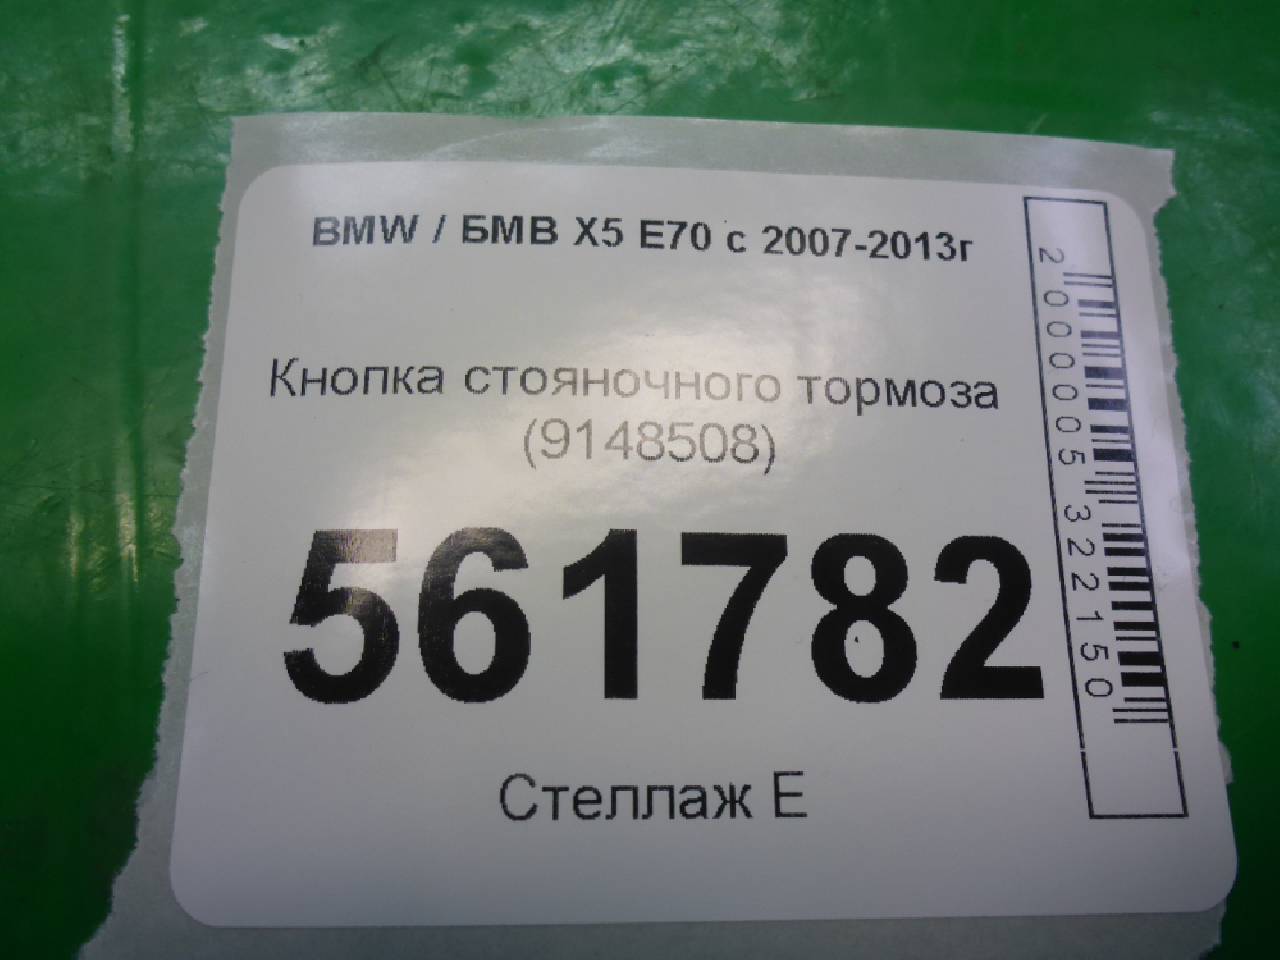 BMW / БМВ X5 E70 с 2007-2013г
Кнопка стояночного тормоза
(9148508)
561782
Стеллаж Е
2000005322150